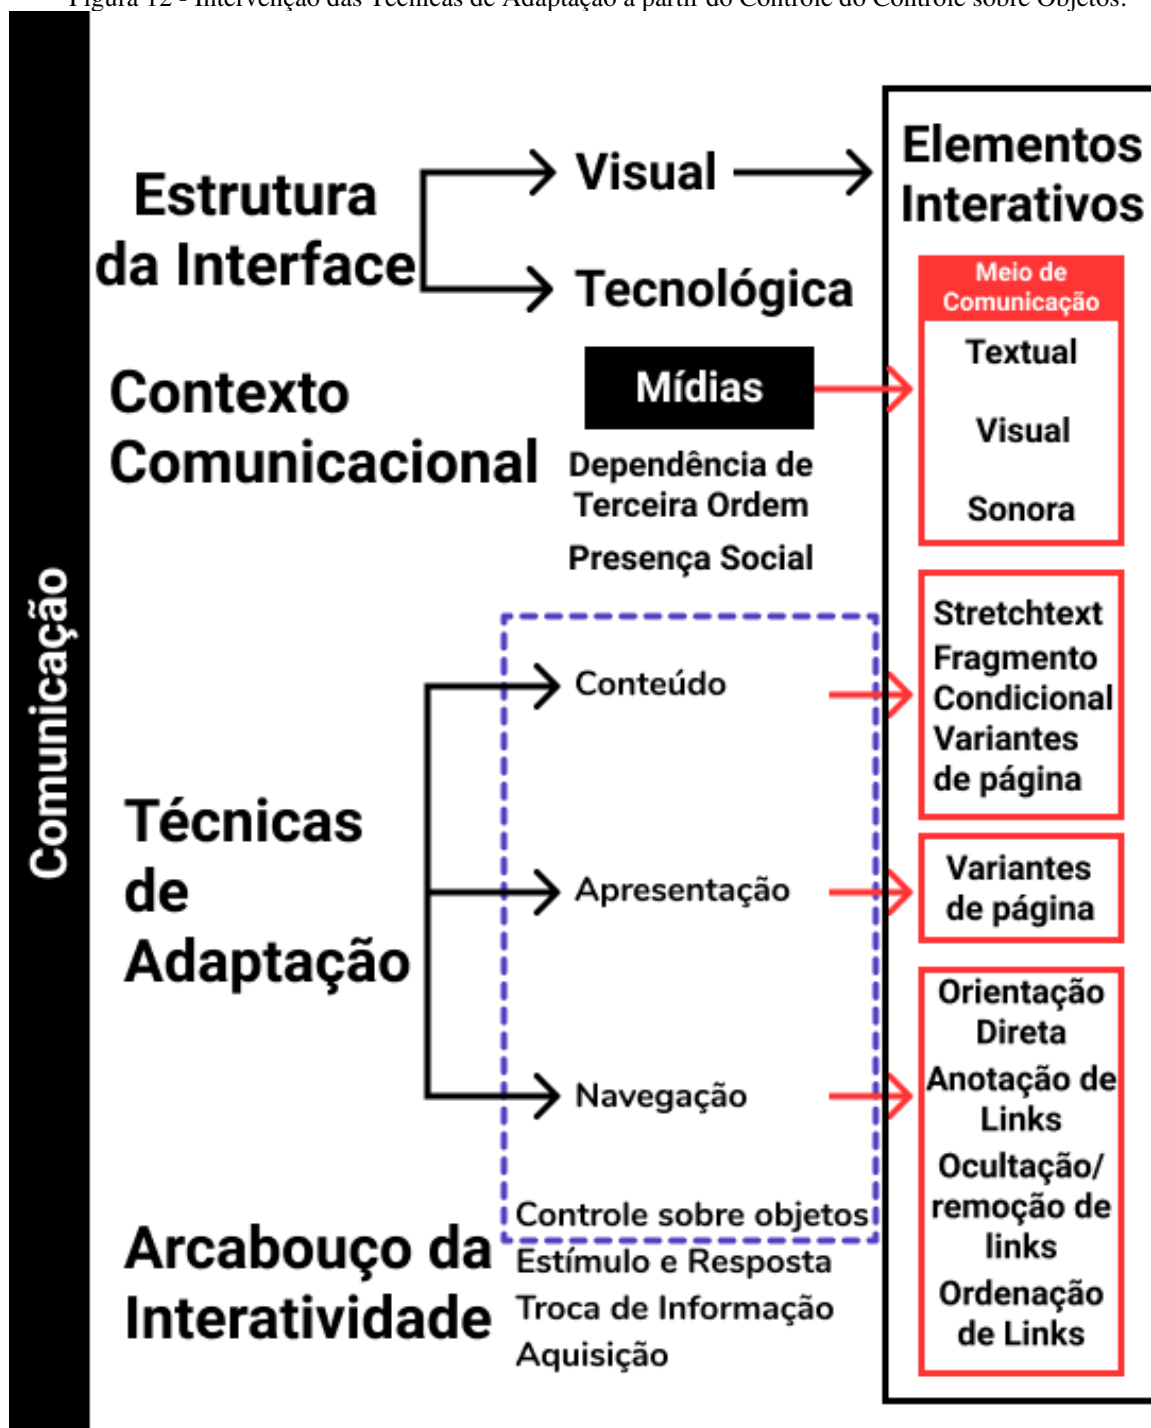 Figura 12 - Intervenção das Técnicas de Adaptação a partir do Controle do Controle sobre Objetos.
Comunicação
Estrutura
da Interface
Visual
Tecnológica
Contexto
Comunicacional
Mídias
Dependência de
Terceira Ordem
Presença Social
Técnicas
de
Adaptação
Conteúdo
Apresentação
Navegação
Arcabouço da
Interatividade
Controle sobre objetos
Estímulo e Resposta
Troca de Informação
Aquisição
Elementos
Interativos
Meio de
Comunicação
Textual
Visual
Sonora
Stretchtext
Fragmento
Condicional
Variantes
de página
Variantes
de página
Orientação
Direta
Anotação de
Links
Ocultação/
remoção de
links
Ordenação
de Links